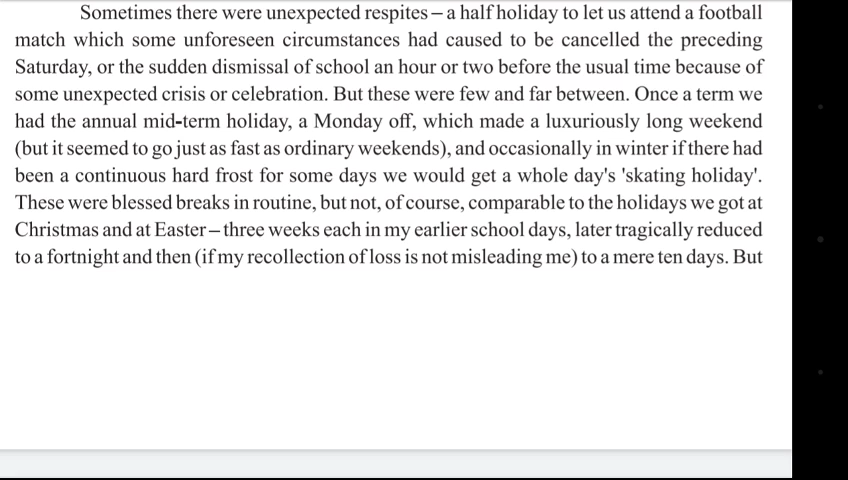 Sometimes there were unexpected respites – a half holiday to let us attend a football
match which some unforeseen circumstances had caused to be cancelled the preceding
Saturday, or the sudden dismissal of school an hour or two before the usual time because of
some unexpected crisis or celebration. But these were few and far between. Once a term we
had the annual mid-term holiday, a Monday off, which made a luxuriously long weekend
(but it seemed to go just as fast as ordinary weekends), and occasionally in winter if there had
been a continuous hard frost for some days we would get a whole day's 'skating holiday'.
These were blessed breaks in routine, but not, of course, comparable to the holidays we got at
Christmas and at Easter – three weeks each in my earlier school days, later tragically reduced
to a fortnight and then (if my recollection of loss is not misleading me) to a mere ten days. But